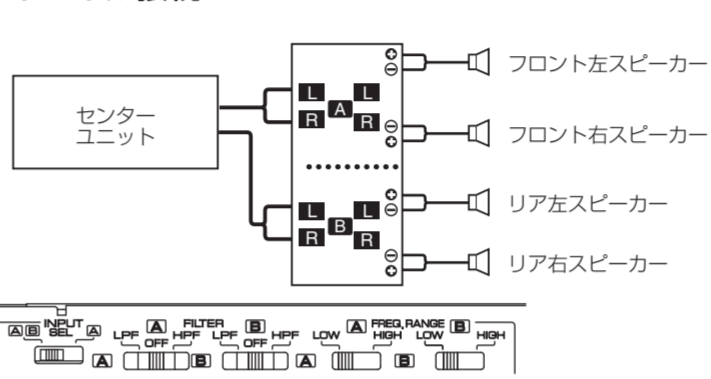 センター
ユニット
L L
A
R R
L L
B
R R
⊕
⊖
⊖
⊕
⊕
⊖
⊖
⊕
フロント左スピーカー
フロント右スピーカー
リア左スピーカー
リア右スピーカー
A B INPUT SEL A
A FILTER B
LPF OFF HPF LPF OFF HPF
A FREQ. RANGE B
LOW HIGH LOW HIGH
A B A B